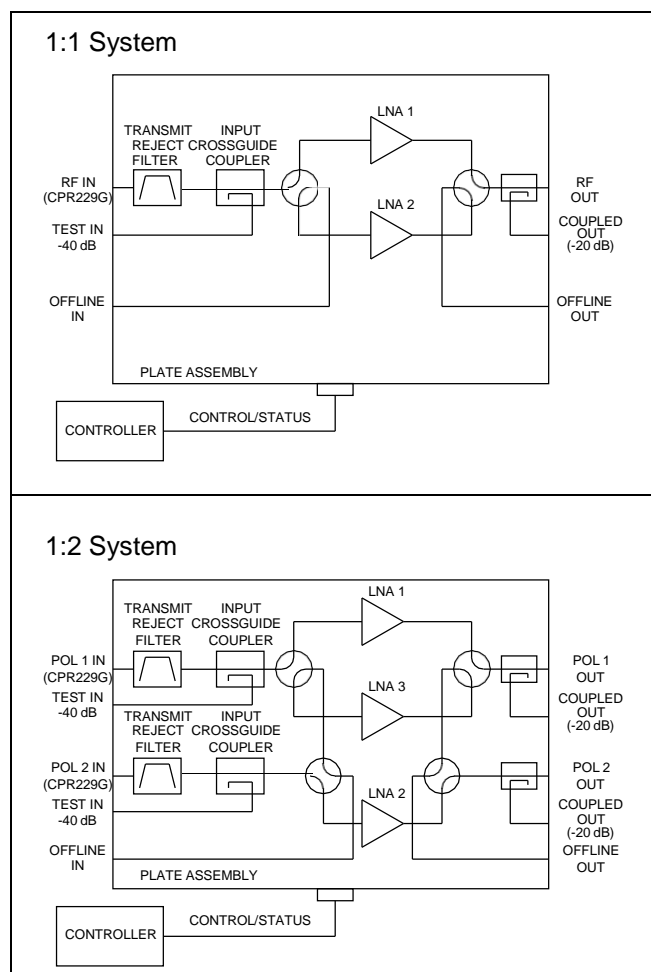 1:1 System
LNA 1
TRANSMIT
REJECT
FILTER
INPUT
CROSSGUIDE
COUPLER
RF IN
(CPR229G)
LNA 2
RF
OUT
TEST IN
-40 dB
COUPLED
OUT
(-20 dB)
OFFLINE
IN
OFFLINE
OUT
PLATE ASSEMBLY
CONTROL/STATUS
CONTROLLER
1:2 System
LNA 1
TRANSMIT
REJECT
FILTER
INPUT
CROSSGUIDE
COUPLER
POL 1 IN
(CPR229G)
LNA 3
POL 1
OUT
TEST IN
-40 dB
COUPLED
OUT
(-20 dB)
TRANSMIT
REJECT
FILTER
INPUT
CROSSGUIDE
COUPLER
POL 2 IN
(CPR229G)
LNA 2
POL 2
OUT
TEST IN
-40 dB
COUPLED
OUT
(-20 dB)
OFFLINE
IN
OFFLINE
OUT
PLATE ASSEMBLY
CONTROL/STATUS
CONTROLLER